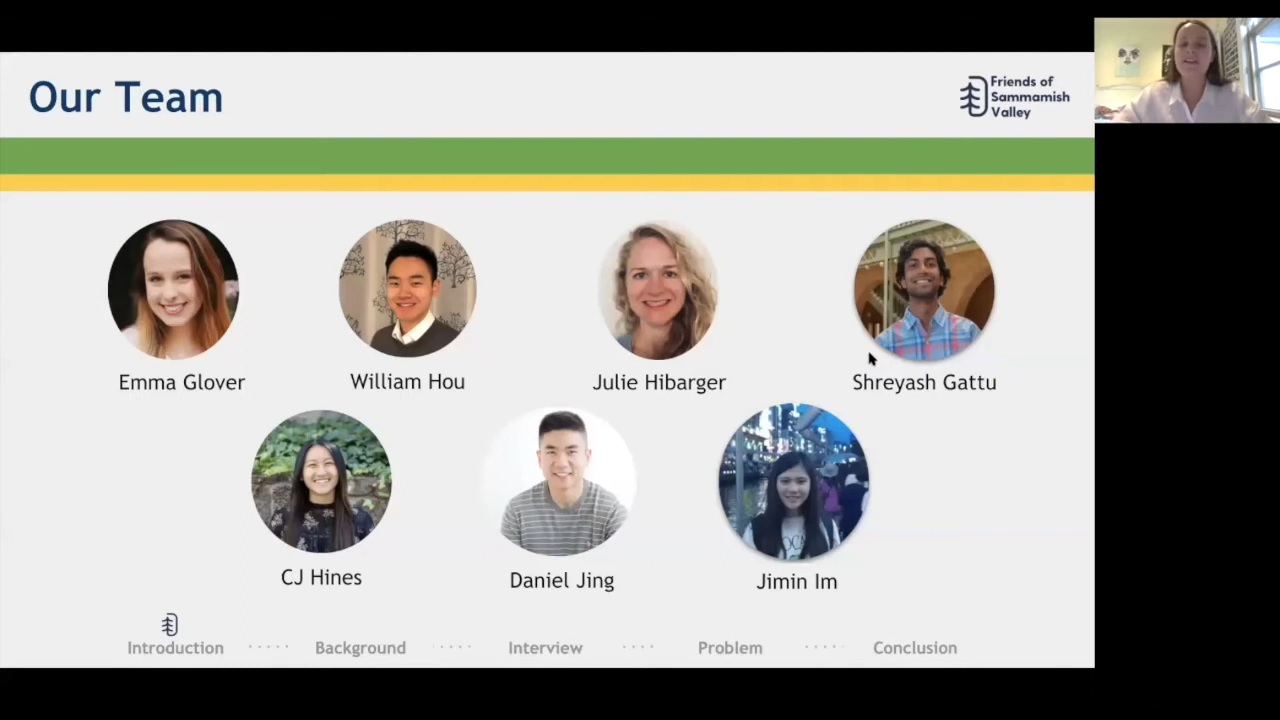 Our Team
Friends of
Sammamish
Valley
Emma Glover
William Hou
Julie Hibarger
Shreyash Gattu
CJ Hines
Daniel Jing
Jimin Im
Introduction ..... Background ..... Interview .... Problem ..... Conclusion